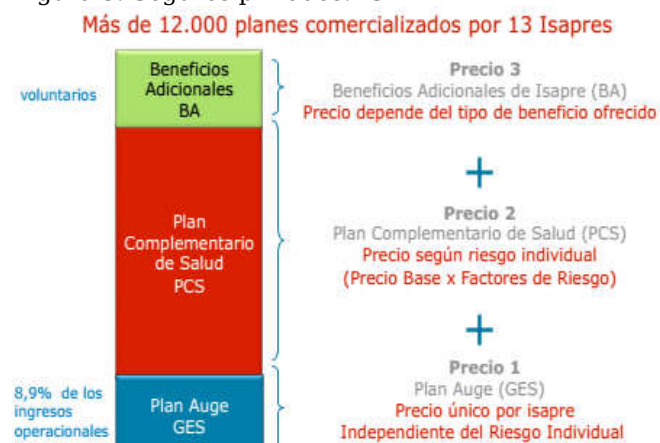 Más de 12.000 planes comercializados por 13 Isapres
voluntarios
Beneficios
Adicionales
BA
Precio 3
Beneficios Adicionales de Isapre (BA)
Precio depende del tipo de beneficio ofrecido
+
Plan
Complementario
de Salud
PCS
Precio 2
Plan Complementario de Salud (PCS)
Precio según riesgo individual
(Precio Base x Factores de Riesgo)
+
8,9% de los
ingresos
operacionales
Plan Auge
GES
Precio 1
Plan Auge (GES)
Precio único por isapre
Independiente del Riesgo Individual